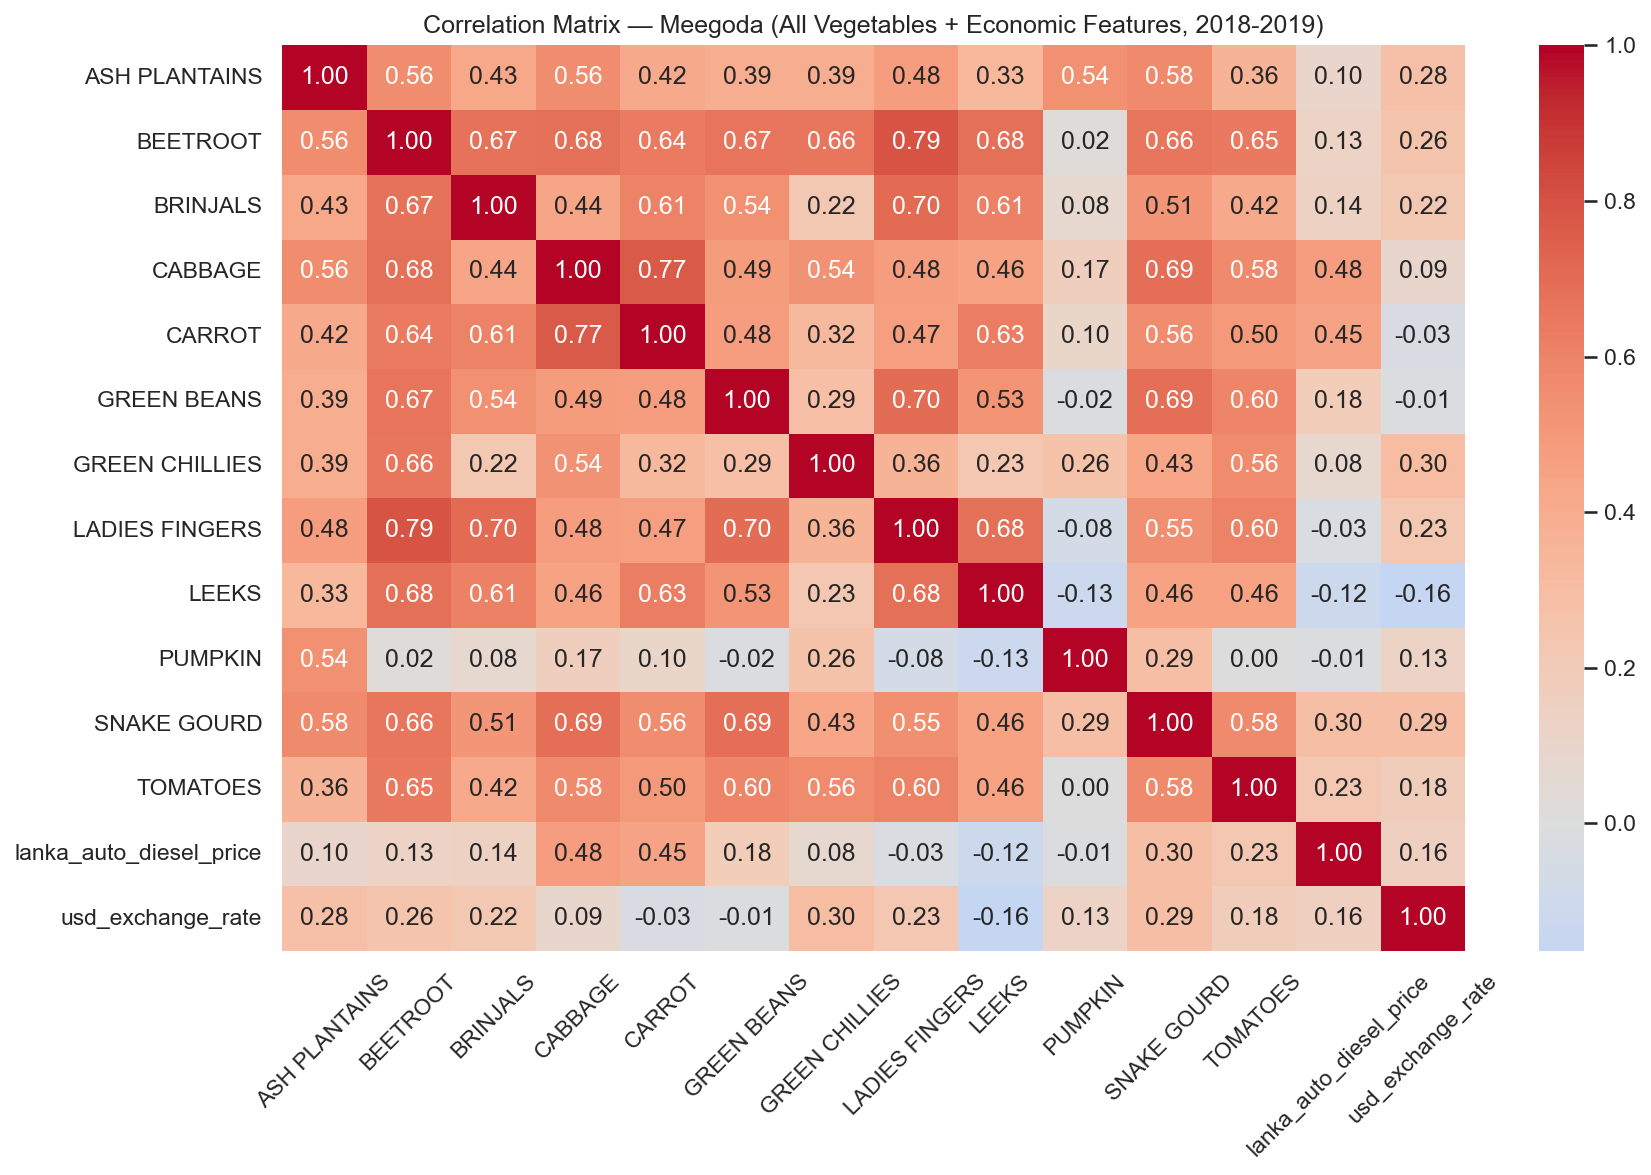 Correlation Matrix — Meegoda (All Vegetables + Economic Features, 2018-2019)
ASH PLANTAINS 1.00 0.56 0.43 0.56 0.42 0.39 0.39 0.48 0.33 0.54 0.58 0.36 0.10 0.28
BEETROOT 0.56 1.00 0.67 0.68 0.64 0.67 0.66 0.79 0.68 0.02 0.66 0.65 0.13 0.26
BRINJALS 0.43 0.67 1.00 0.44 0.61 0.54 0.22 0.70 0.61 0.08 0.51 0.42 0.14 0.22
CABBAGE 0.56 0.68 0.44 1.00 0.77 0.49 0.54 0.48 0.46 0.17 0.69 0.58 0.48 0.09
CARROT 0.42 0.64 0.61 0.77 1.00 0.48 0.32 0.47 0.63 0.10 0.56 0.50 0.45 -0.03
GREEN BEANS 0.39 0.67 0.54 0.49 0.48 1.00 0.29 0.70 0.53 -0.02 0.69 0.60 0.18 -0.01
GREEN CHILLIES 0.39 0.66 0.22 0.54 0.32 0.29 1.00 0.36 0.23 0.26 0.43 0.56 0.08 0.30
LADIES FINGERS 0.48 0.79 0.70 0.48 0.47 0.70 0.36 1.00 0.68 -0.08 0.55 0.60 -0.03 0.23
LEEKS 0.33 0.68 0.61 0.46 0.63 0.53 0.23 0.68 1.00 -0.13 0.46 0.46 -0.12 -0.16
PUMPKIN 0.54 0.02 0.08 0.17 0.10 -0.02 0.26 -0.08 -0.13 1.00 0.29 0.00 -0.01 0.13
SNAKE GOURD 0.58 0.66 0.51 0.69 0.56 0.69 0.43 0.55 0.46 0.29 1.00 0.58 0.30 0.29
TOMATOES 0.36 0.65 0.42 0.58 0.50 0.60 0.56 0.60 0.46 0.00 0.58 1.00 0.23 0.18
lanka_auto_diesel_price 0.10 0.13 0.14 0.48 0.45 0.18 0.08 -0.03 -0.12 -0.01 0.30 0.23 1.00 0.16
usd_exchange_rate 0.28 0.26 0.22 0.09 -0.03 -0.01 0.30 0.23 -0.16 0.13 0.29 0.18 0.16 1.00
ASH PLANTAINS
BEETROOT
BRINJALS
CABBAGE
CARROT
GREEN BEANS
GREEN CHILLIES
LADIES FINGERS
LEEKS
PUMPKIN
SNAKE GOURD
TOMATOES
lanka_auto_diesel_price
usd_exchange_rate
1.0
0.8
0.6
0.4
0.2
0.0